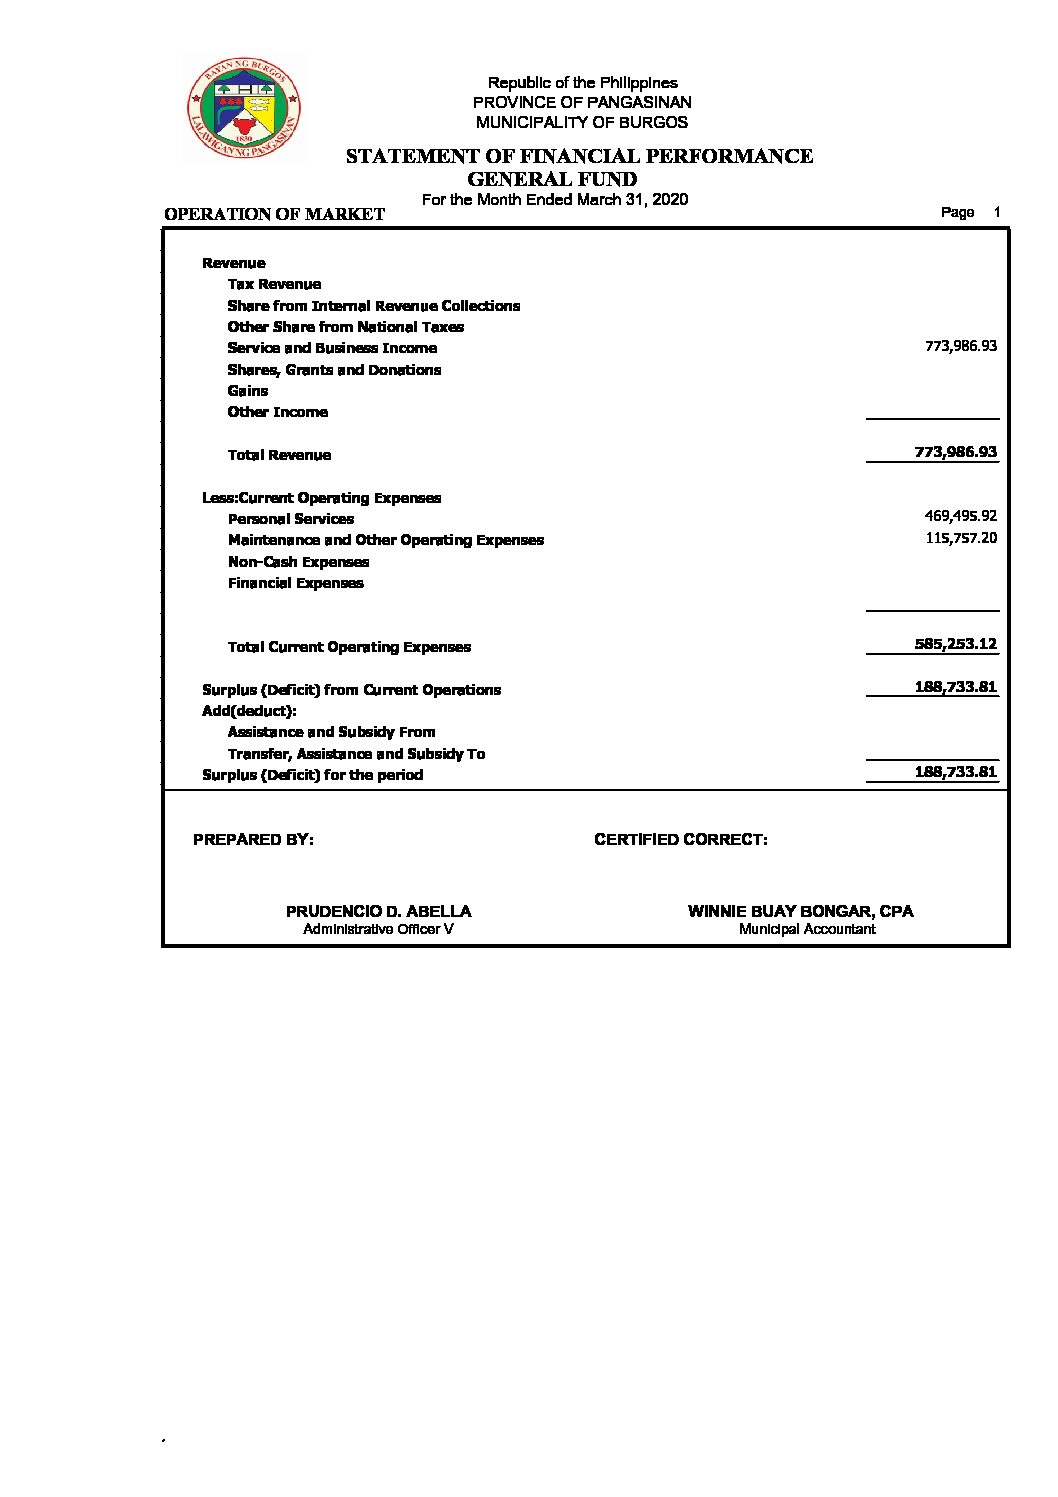 BAYAN NG BURGOS
LALAWIGAN NG PANGASINAN
1830
Republic of the Philippines
PROVINCE OF PANGASINAN
MUNICIPALITY OF BURGOS
STATEMENT OF FINANCIAL PERFORMANCE
GENERAL FUND
For the Month Ended March 31, 2020
OPERATION OF MARKET Page 1
Revenue
Tax Revenue
Share from Internal Revenue Collections
Other Share from National Taxes
Service and Business Income 773,986.93
Shares, Grants and Donations
Gains
Other Income
Total Revenue 773,986.93
Less:Current Operating Expenses
Personal Services 469,495.92
Maintenance and Other Operating Expenses 115,757.20
Non-Cash Expenses
Financial Expenses
Total Current Operating Expenses 585,253.12
Surplus (Deficit) from Current Operations 188,733.81
Add(deduct):
Assistance and Subsidy From
Transfer, Assistance and Subsidy To
Surplus (Deficit) for the period 188,733.81
PREPARED BY: CERTIFIED CORRECT:
PRUDENCIO D. ABELLA WINNIE BUAY BONGAR, CPA
Administrative Officer V Municipal Accountant